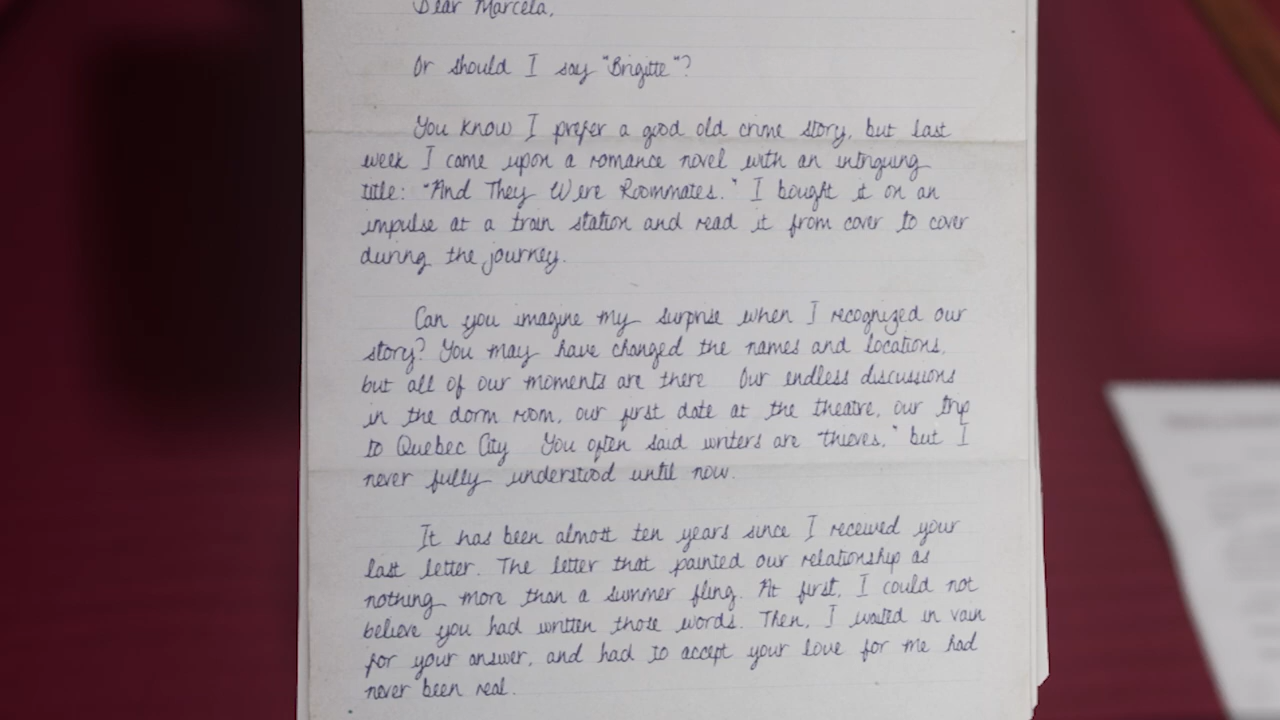 Dear Marcela,
Or should I say "Brigitte"?
You know I prefer a good old crime story, but last
week I came upon a romance novel with an intriguing
title: "And They Were Roommates." I bought it on an
impulse at a train station and read it from cover to cover
during the journey.
Can you imagine my surprise when I recognized our
story? You may have changed the names and locations,
but all of our moments are there Our endless discussions
in the dorm room, our first date at the theatre, our trip
to Quebec City You often said writers are "thieves," but I
never fully understood until now.
It has been almost ten years since I received your
last letter. The letter that painted our relationship as
nothing more than a summer fling. At first, I could not
believe you had written those words. Then, I waited in vain
for your answer, and had to accept your love for me had
never been real.